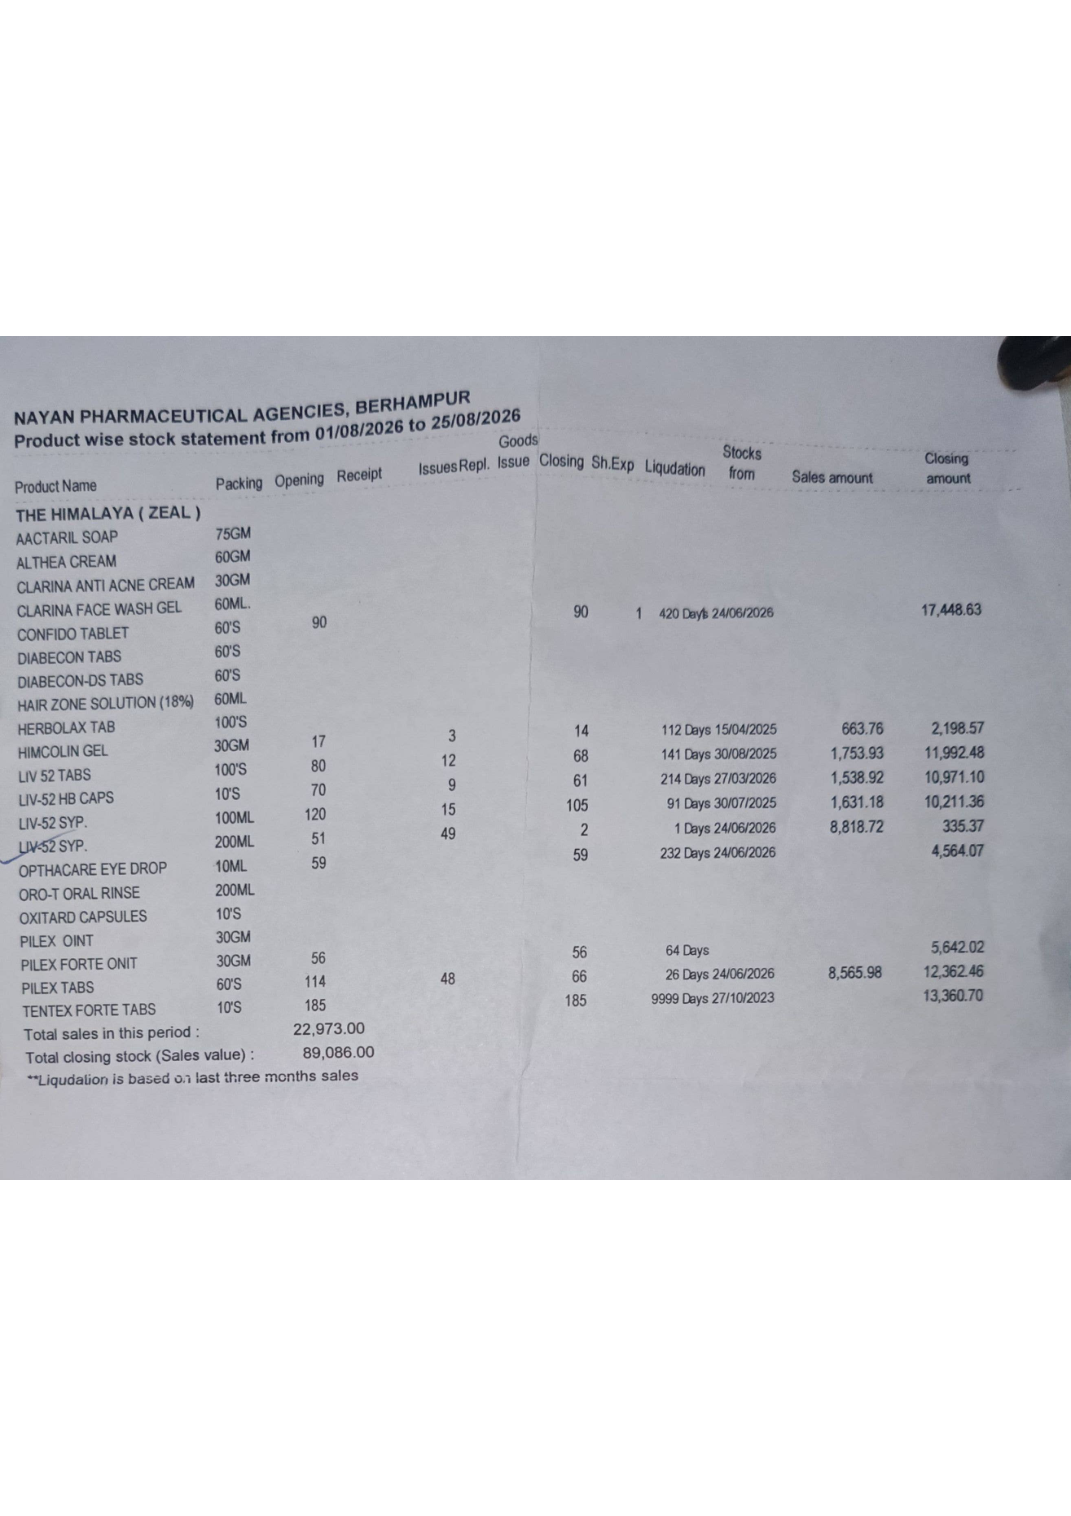 NAYAN PHARMACEUTICAL AGENCIES, BERHAMPUR
Product wise stock statement from 01/08/2026 to 25/08/2026
Product Name Packing Opening Receipt Issues Repl. Goods Issue Closing Sh.Exp Liqudation Stocks from Sales amount Closing amount
THE HIMALAYA ( ZEAL )
AACTARIL SOAP 75GM
ALTHEA CREAM 60GM
CLARINA ANTI ACNE CREAM 30GM
CLARINA FACE WASH GEL 60ML.
CONFIDO TABLET 60'S 90 90 1 420 Days 24/06/2026 17,448.63
DIABECON TABS 60'S
DIABECON-DS TABS 60'S
HAIR ZONE SOLUTION (18%) 60ML
HERBOLAX TAB 100'S
HIMCOLIN GEL 30GM 17 3 14 112 Days 15/04/2025 663.76 2,198.57
LIV 52 TABS 100'S 80 12 68 141 Days 30/08/2025 1,753.93 11,992.48
LIV-52 HB CAPS 10'S 70 9 61 214 Days 27/03/2026 1,538.92 10,971.10
LIV-52 SYP. 100ML 120 15 105 91 Days 30/07/2025 1,631.18 10,211.36
LIV-52 SYP. 200ML 51 49 2 1 Days 24/06/2026 8,818.72 335.37
OPTHACARE EYE DROP 10ML 59 59 232 Days 24/06/2026 4,564.07
ORO-T ORAL RINSE 200ML
OXITARD CAPSULES 10'S
PILEX OINT 30GM
PILEX FORTE ONIT 30GM 56 56 64 Days 5,642.02
PILEX TABS 60'S 114 48 66 26 Days 24/06/2026 8,565.98 12,362.46
TENTEX FORTE TABS 10'S 185 185 9999 Days 27/10/2023 13,360.70
Total sales in this period : 22,973.00
Total closing stock (Sales value) : 89,086.00
**Liqudation is based on last three months sales